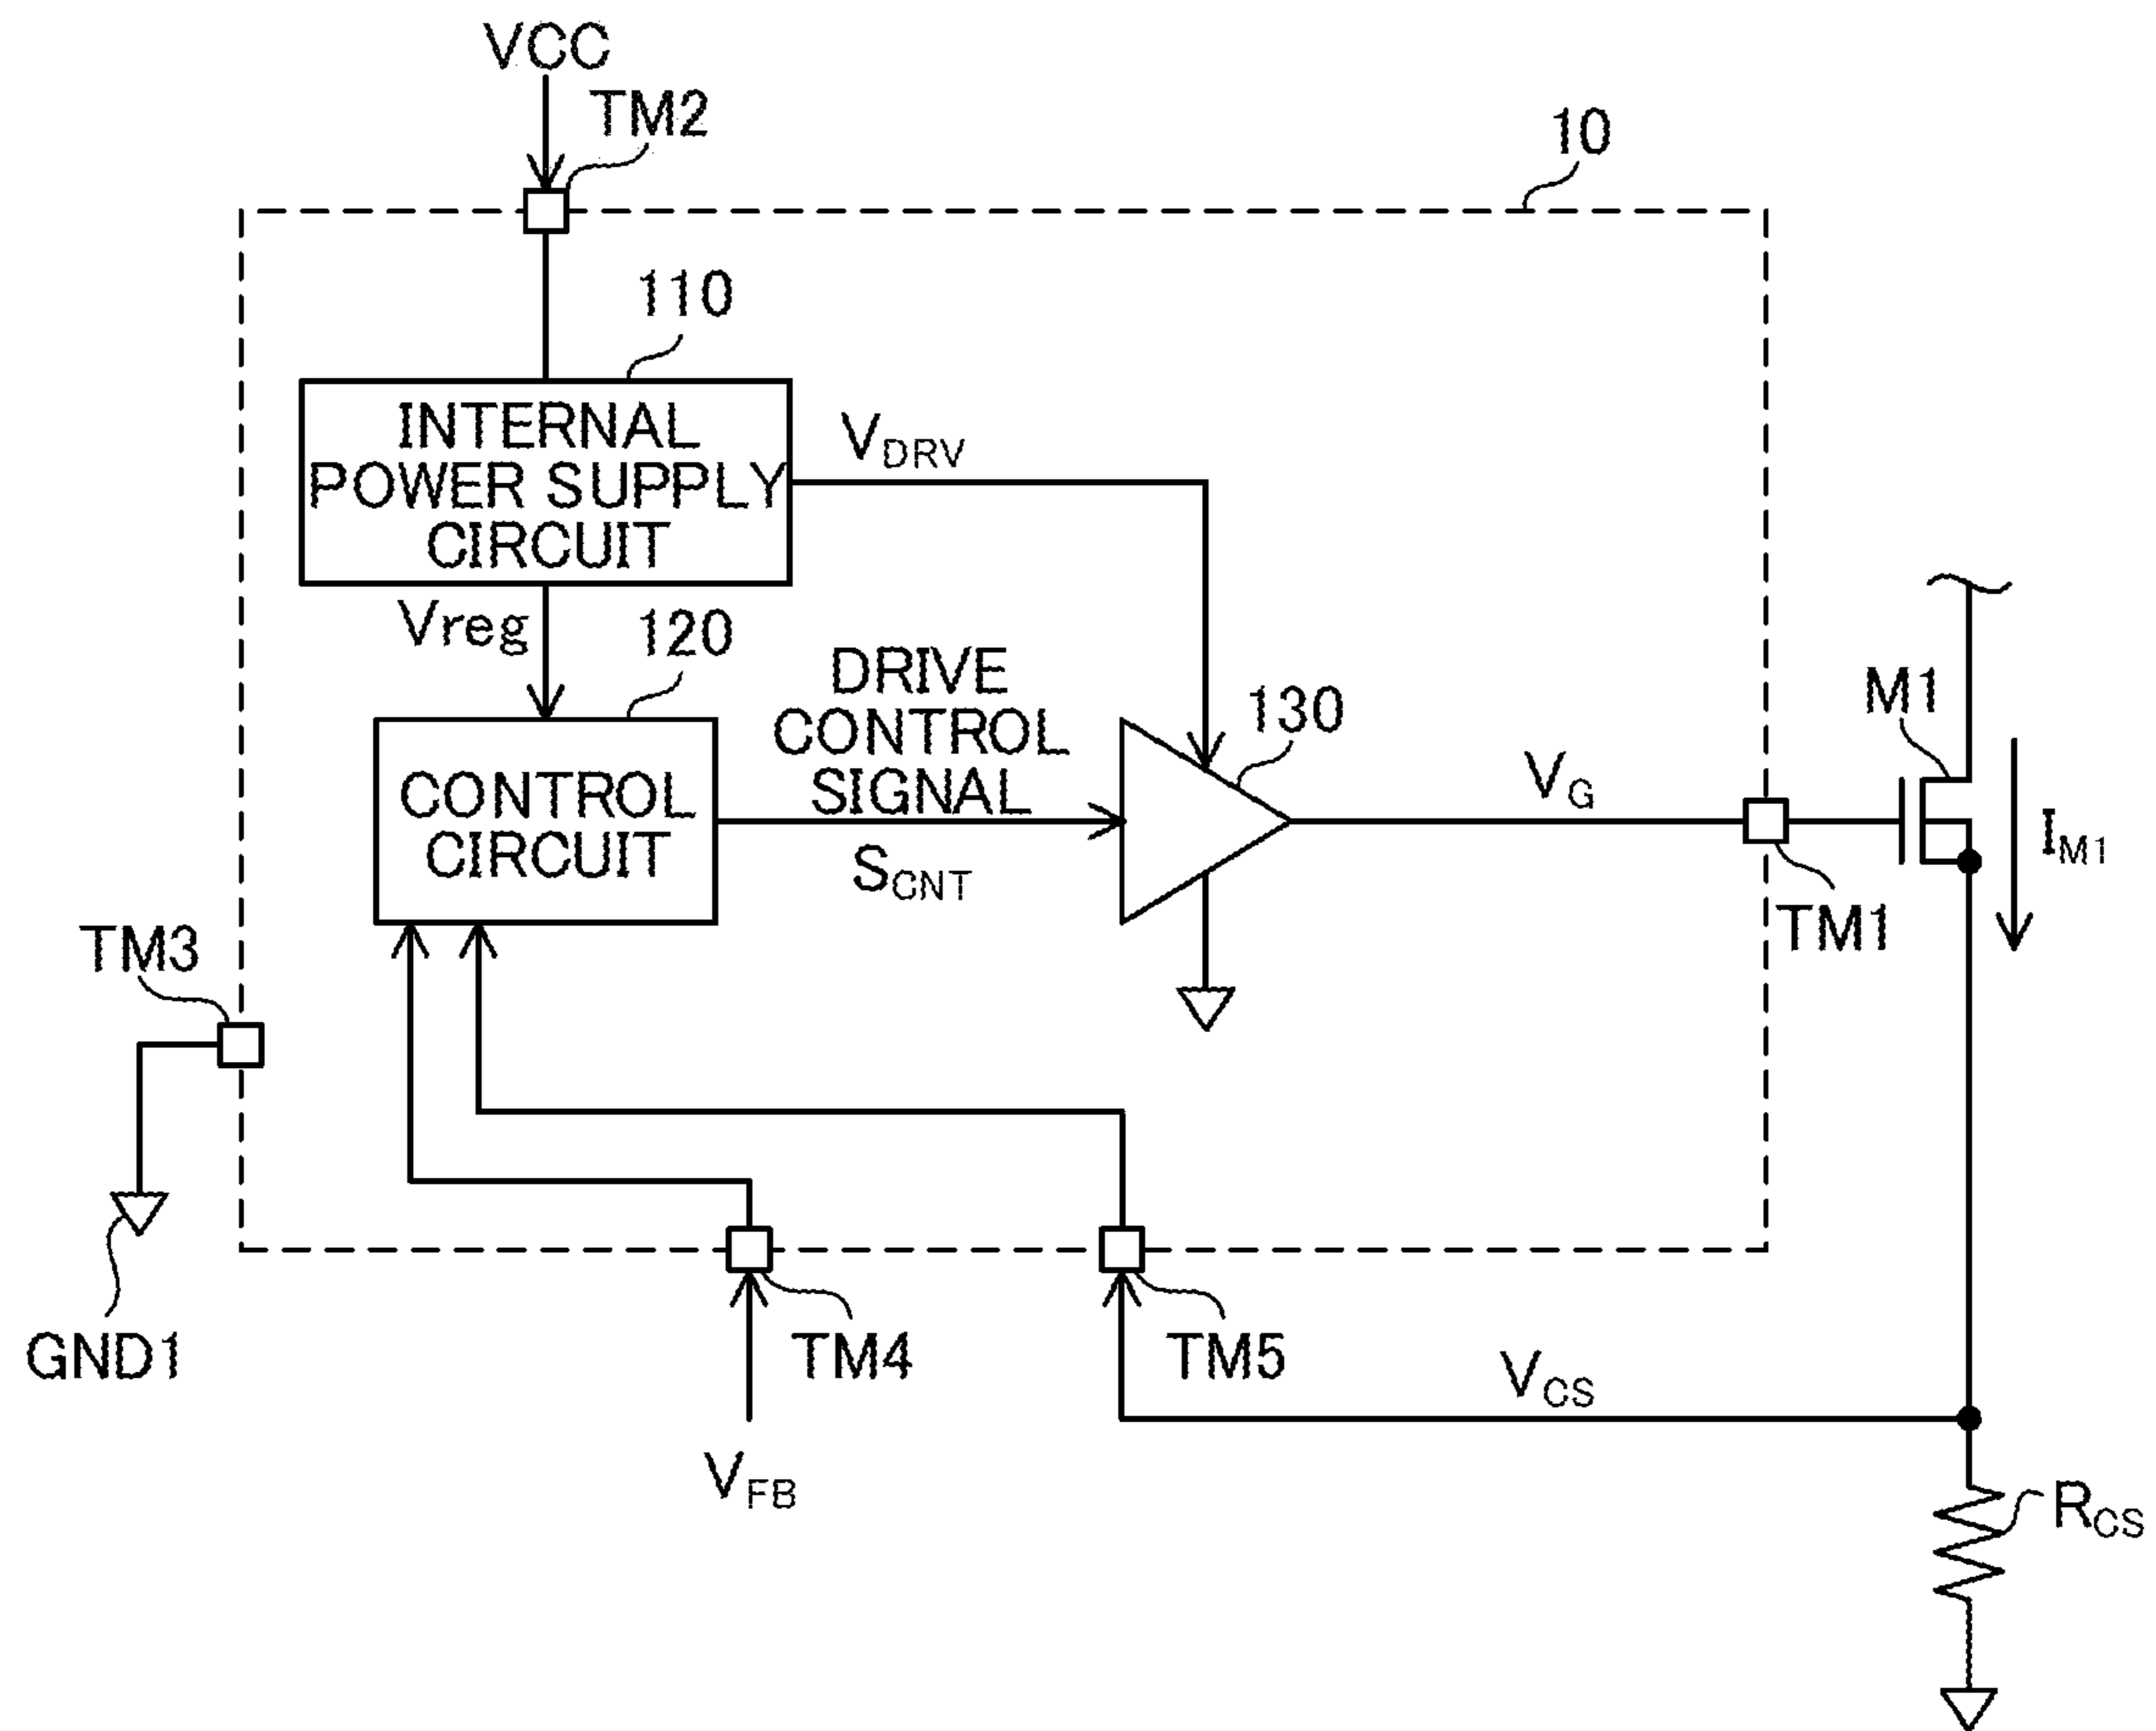 VCC
TM2
10
110
INTERNAL
POWER SUPPLY
CIRCUIT
VDRV
Vreg
120
DRIVE
CONTROL
SIGNAL
130
M1
CONTROL
CIRCUIT
SCNT
VG
IM1
TM1
TM3
GND1
TM4
TM5
VCS
VFB
RCS